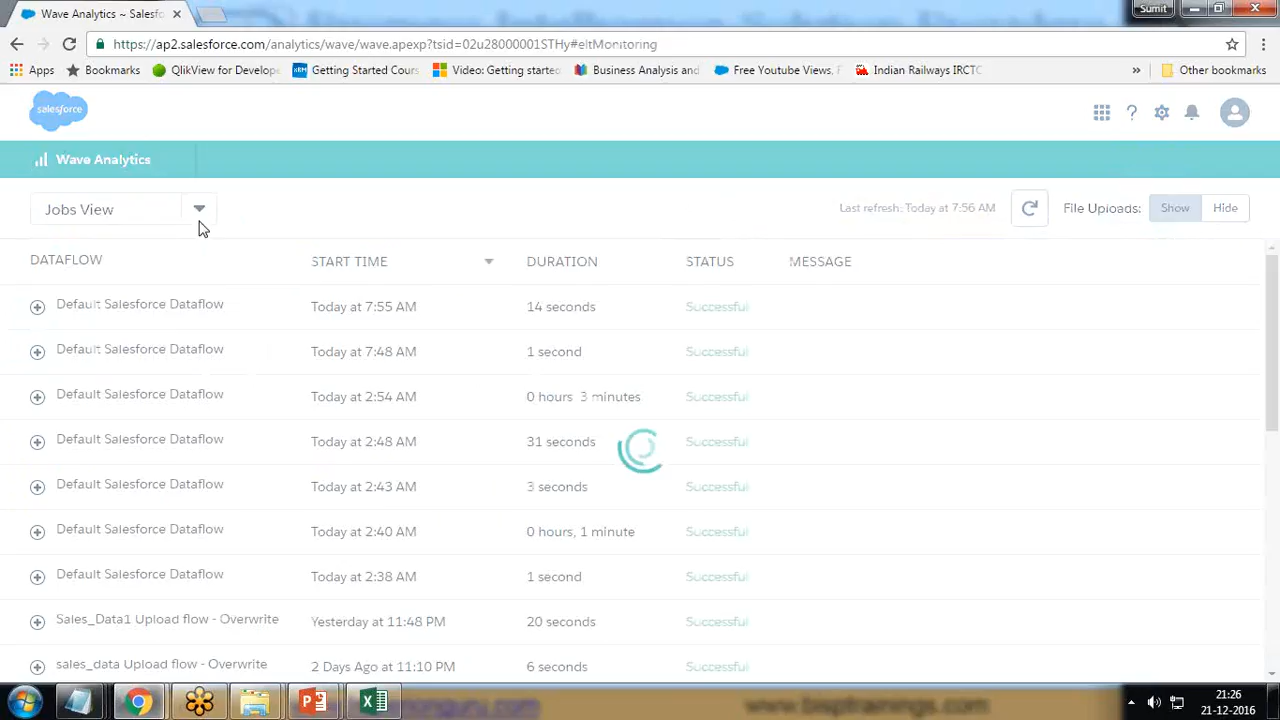 Wave Analytics ~ Salesfo
Sumit
https://ap2.salesforce.com/analytics/wave/wave.apexp?tsid=02u28000001STHy#eltMonitoring
Apps Bookmarks QlikView for Develope Getting Started Cours Video: Getting started Business Analysis and Free Youtube Views, F Indian Railways IRCTC » Other bookmarks
salesforce
Wave Analytics
Jobs View Last refresh: Today at 7:56 AM File Uploads: Show Hide
DATAFLOW START TIME DURATION STATUS MESSAGE
Default Salesforce Dataflow Today at 7:55 AM 14 seconds Successful
Default Salesforce Dataflow Today at 7:48 AM 1 second Successful
Default Salesforce Dataflow Today at 2:54 AM 0 hours 3 minutes Successful
Default Salesforce Dataflow Today at 2:48 AM 31 seconds Successful
Default Salesforce Dataflow Today at 2:43 AM 3 seconds Successful
Default Salesforce Dataflow Today at 2:40 AM 0 hours, 1 minute Successful
Default Salesforce Dataflow Today at 2:38 AM 1 second Successful
Sales_Data1 Upload flow - Overwrite Yesterday at 11:48 PM 20 seconds Successful
sales_data Upload flow - Overwrite 2 Days Ago at 11:10 PM 6 seconds Successful
www.bisptrainings.com
21:26
21-12-2016